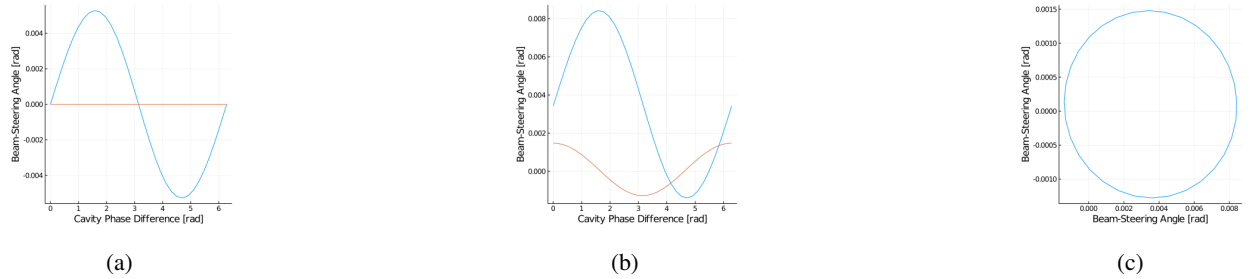 Beam-Steering Angle [rad]
0.004
0.002
0.000
-0.002
-0.004
0 1 2 3 4 5 6
Cavity Phase Difference [rad]
(a)
Beam-Steering Angle [rad]
0.008
0.006
0.004
0.002
0.000
0 1 2 3 4 5 6
Cavity Phase Difference [rad]
(b)
Beam-Steering Angle [rad]
0.0015
0.0010
0.0005
0.0000
-0.0005
-0.0010
0.000 0.002 0.004 0.006 0.008
Beam-Steering Angle [rad]
(c)